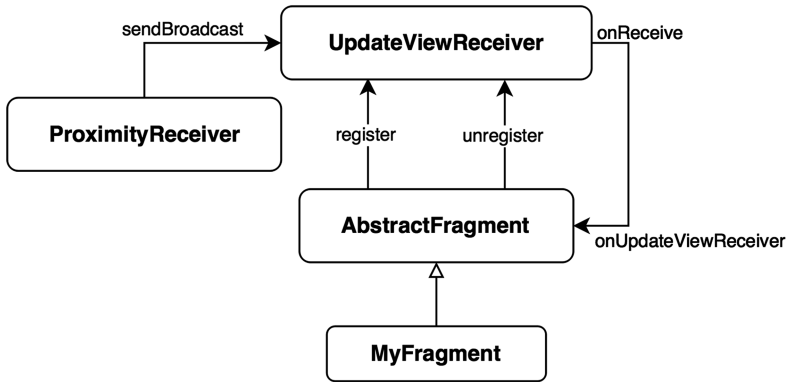 sendBroadcast
UpdateViewReceiver
onReceive
ProximityReceiver
register
unregister
AbstractFragment
onUpdateViewReceiver
MyFragment